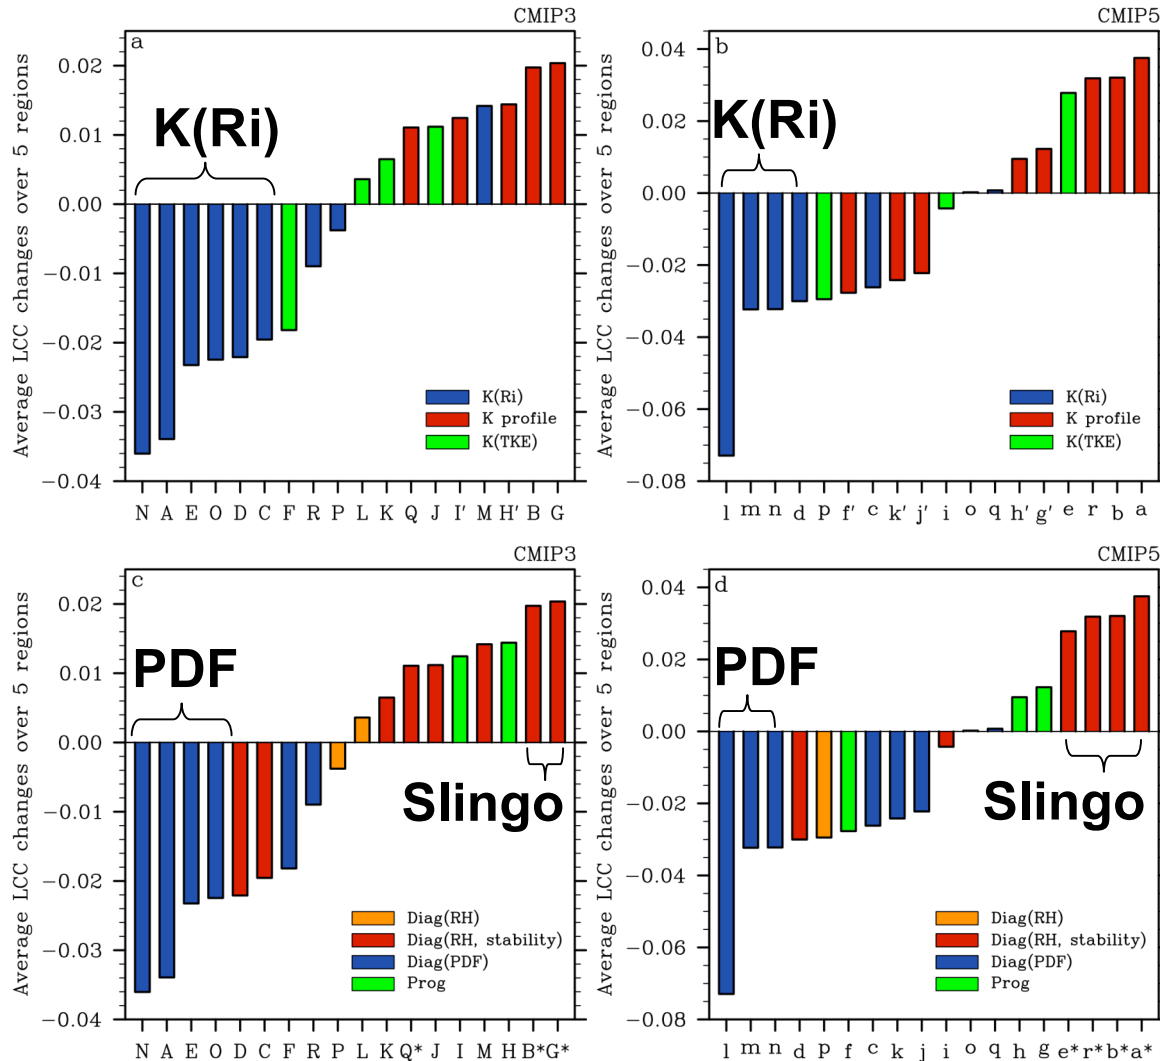 CMIP3
a
Average LCC changes over 5 regions
0.02
0.01
0.00
−0.01
−0.02
−0.03
−0.04
K(Ri)
K(Ri)
K profile
K(TKE)
N A E O D C F R P L K Q J I′ M H′ B G
CMIP5
b
Average LCC changes over 5 regions
0.04
0.02
0.00
−0.02
−0.04
−0.06
−0.08
K(Ri)
K(Ri)
K profile
K(TKE)
l m n d p f′ c k′ j′ i o q h′ g′ e r b a
CMIP3
c
Average LCC changes over 5 regions
0.02
0.01
0.00
−0.01
−0.02
−0.03
−0.04
PDF
Slingo
Diag(RH)
Diag(RH, stability)
Diag(PDF)
Prog
N A E O D C F R P L K Q* J I M H B* G*
CMIP5
d
Average LCC changes over 5 regions
0.04
0.02
0.00
−0.02
−0.04
−0.06
−0.08
PDF
Slingo
Diag(RH)
Diag(RH, stability)
Diag(PDF)
Prog
l m n d p f c k j i o q h g e* r* b* a*